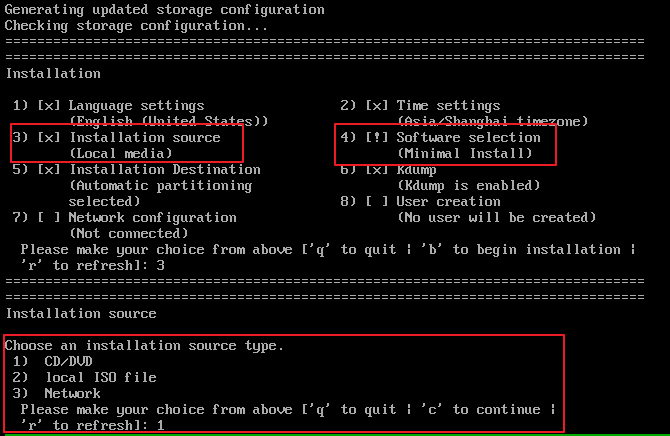 Generating updated storage configuration
Checking storage configuration...
================================================================================
================================================================================
Installation
1) [x] Language settings 2) [x] Time settings
(English (United States)) (Asia/Shanghai timezone)
3) [x] Installation source 4) [!] Software selection
(Local media) (Minimal Install)
5) [x] Installation Destination 6) [x] Kdump
(Automatic partitioning (Kdump is enabled)
selected) 8) [ ] User creation
7) [ ] Network configuration (No user will be created)
(Not connected)
Please make your choice from above ['q' to quit | 'b' to begin installation |
'r' to refresh]: 3
================================================================================
================================================================================
Installation source
Choose an installation source type.
1) CD/DVD
2) local ISO file
3) Network
Please make your choice from above ['q' to quit | 'c' to continue |
'r' to refresh]: 1